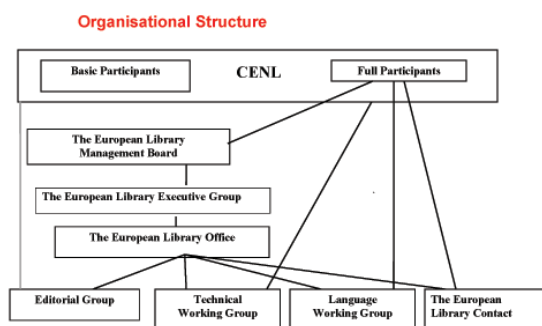 Organisational Structure
Basic Participants
CENL
Full Participants
The European Library
Management Board
The European Library Executive Group
The European Library Office
Editorial Group
Technical
Working Group
Language
Working Group
The European
Library Contact